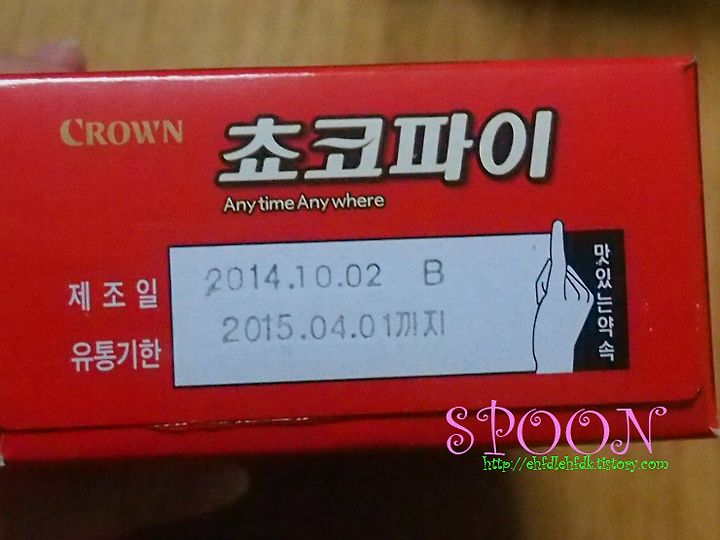 CROWN
쵸코파이
Any time Any where
제조일 2014.10.02 B
유통기한 2015.04.01까지
맛있는약속
SPOON
http://ehfdlehfdk.tistory.com